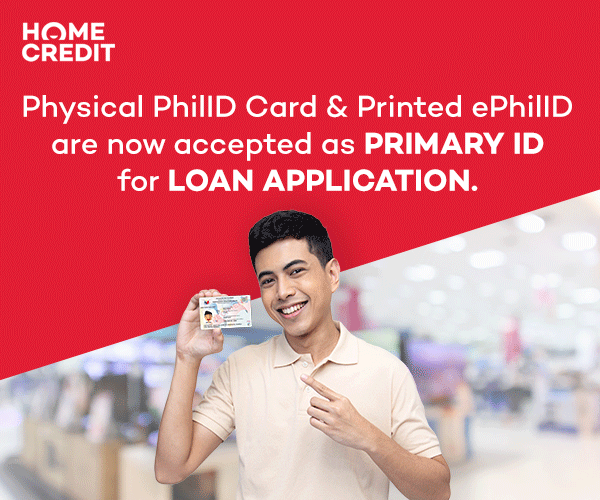 HOME
CREDIT
Physical PhilID Card & Printed ePhilID
are now accepted as PRIMARY ID
for LOAN APPLICATION.